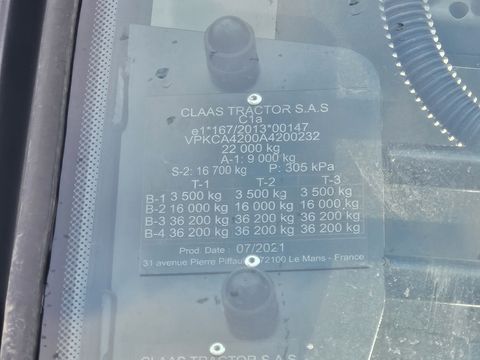 CLAAS TRACTOR S.A.S
C1a
e1*167/2013*00147
VPKCA4200A4200232
22 000 kg
A-1: 9 000 kg
S-2: 16 700 kg P: 305 kPa
T-1 T-2 T-3
B-1 3 500 kg 3 500 kg 3 500 kg
B-2 16 000 kg 16 000 kg 16 000 kg
B-3 36 200 kg 36 200 kg 36 200 kg
B-4 36 200 kg 36 200 kg 36 200 kg
Prod. Date : 07/2021
31 avenue Pierre Piffau 72100 Le Mans - France
CLAAS TRACTOR S.A.S